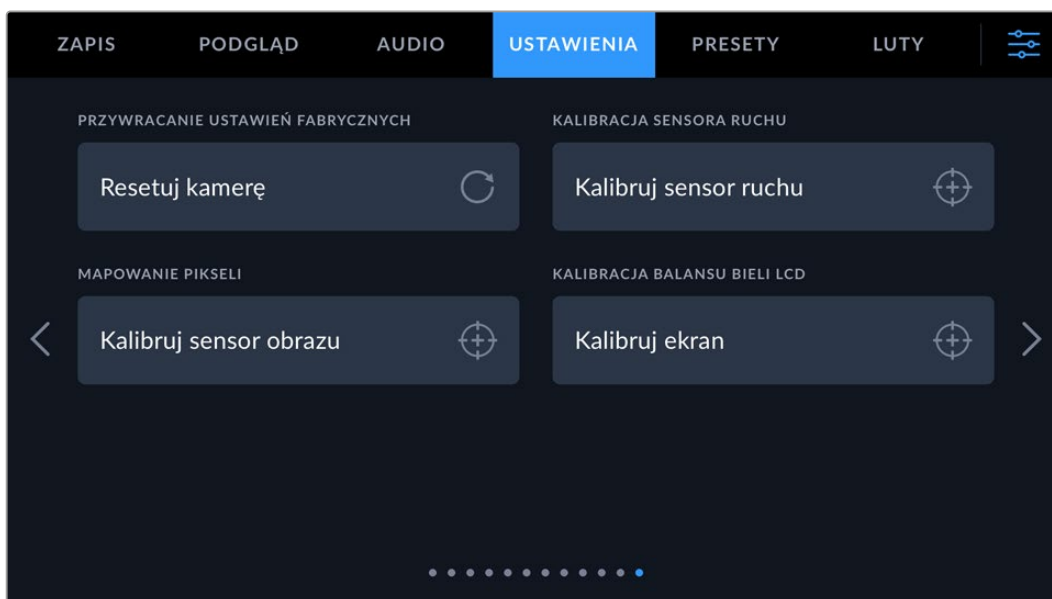 ZAPIS PODGLĄD AUDIO USTAWIENIA PRESETY LUTY
PRZYWRACANIE USTAWIEŃ FABRYCZNYCH
Resetuj kamerę
KALIBRACJA SENSORA RUCHU
Kalibruj sensor ruchu
MAPOWANIE PIKSELI
Kalibruj sensor obrazu
KALIBRACJA BALANSU BIELI LCD
Kalibruj ekran